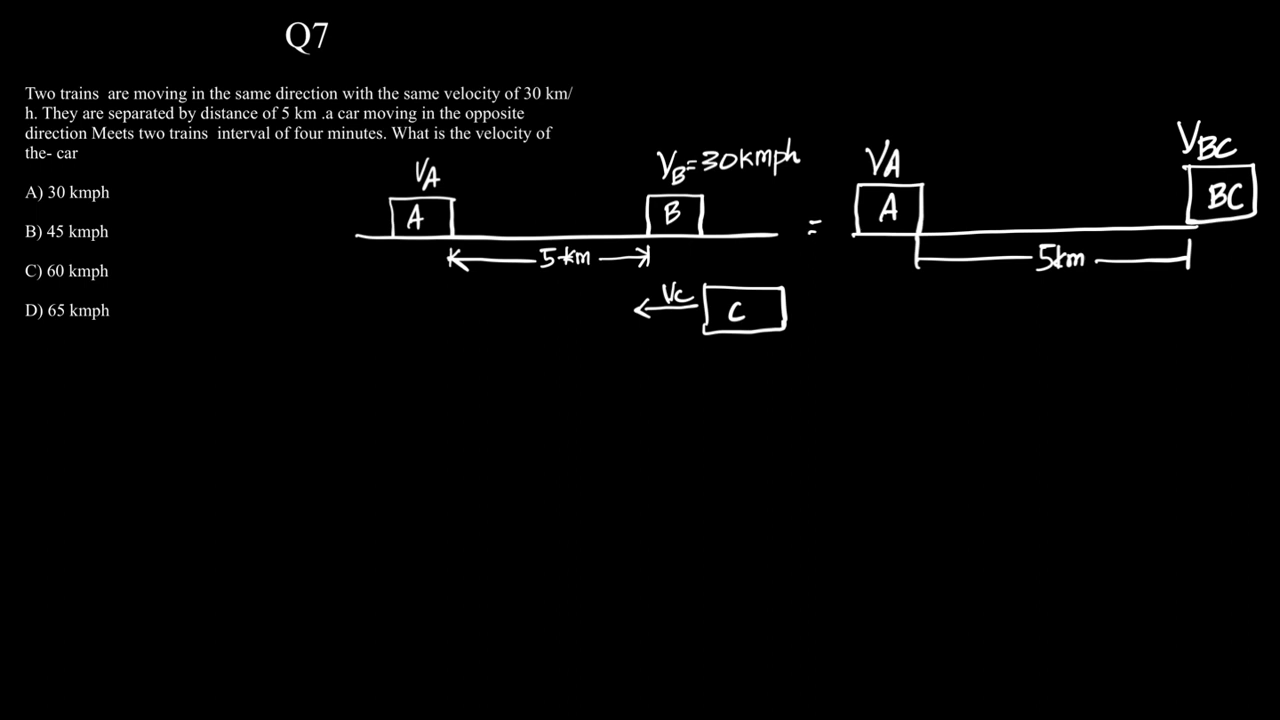 Q7
Two trains are moving in the same direction with the same velocity of 30 km/
h. They are separated by distance of 5 km .a car moving in the opposite
direction Meets two trains interval of four minutes. What is the velocity of
the- car
A) 30 kmph
B) 45 kmph
C) 60 kmph
D) 65 kmph
VA
A
5 km
VB=30kmph
B
VC
C
=
VA
A
5km
VBC
BC